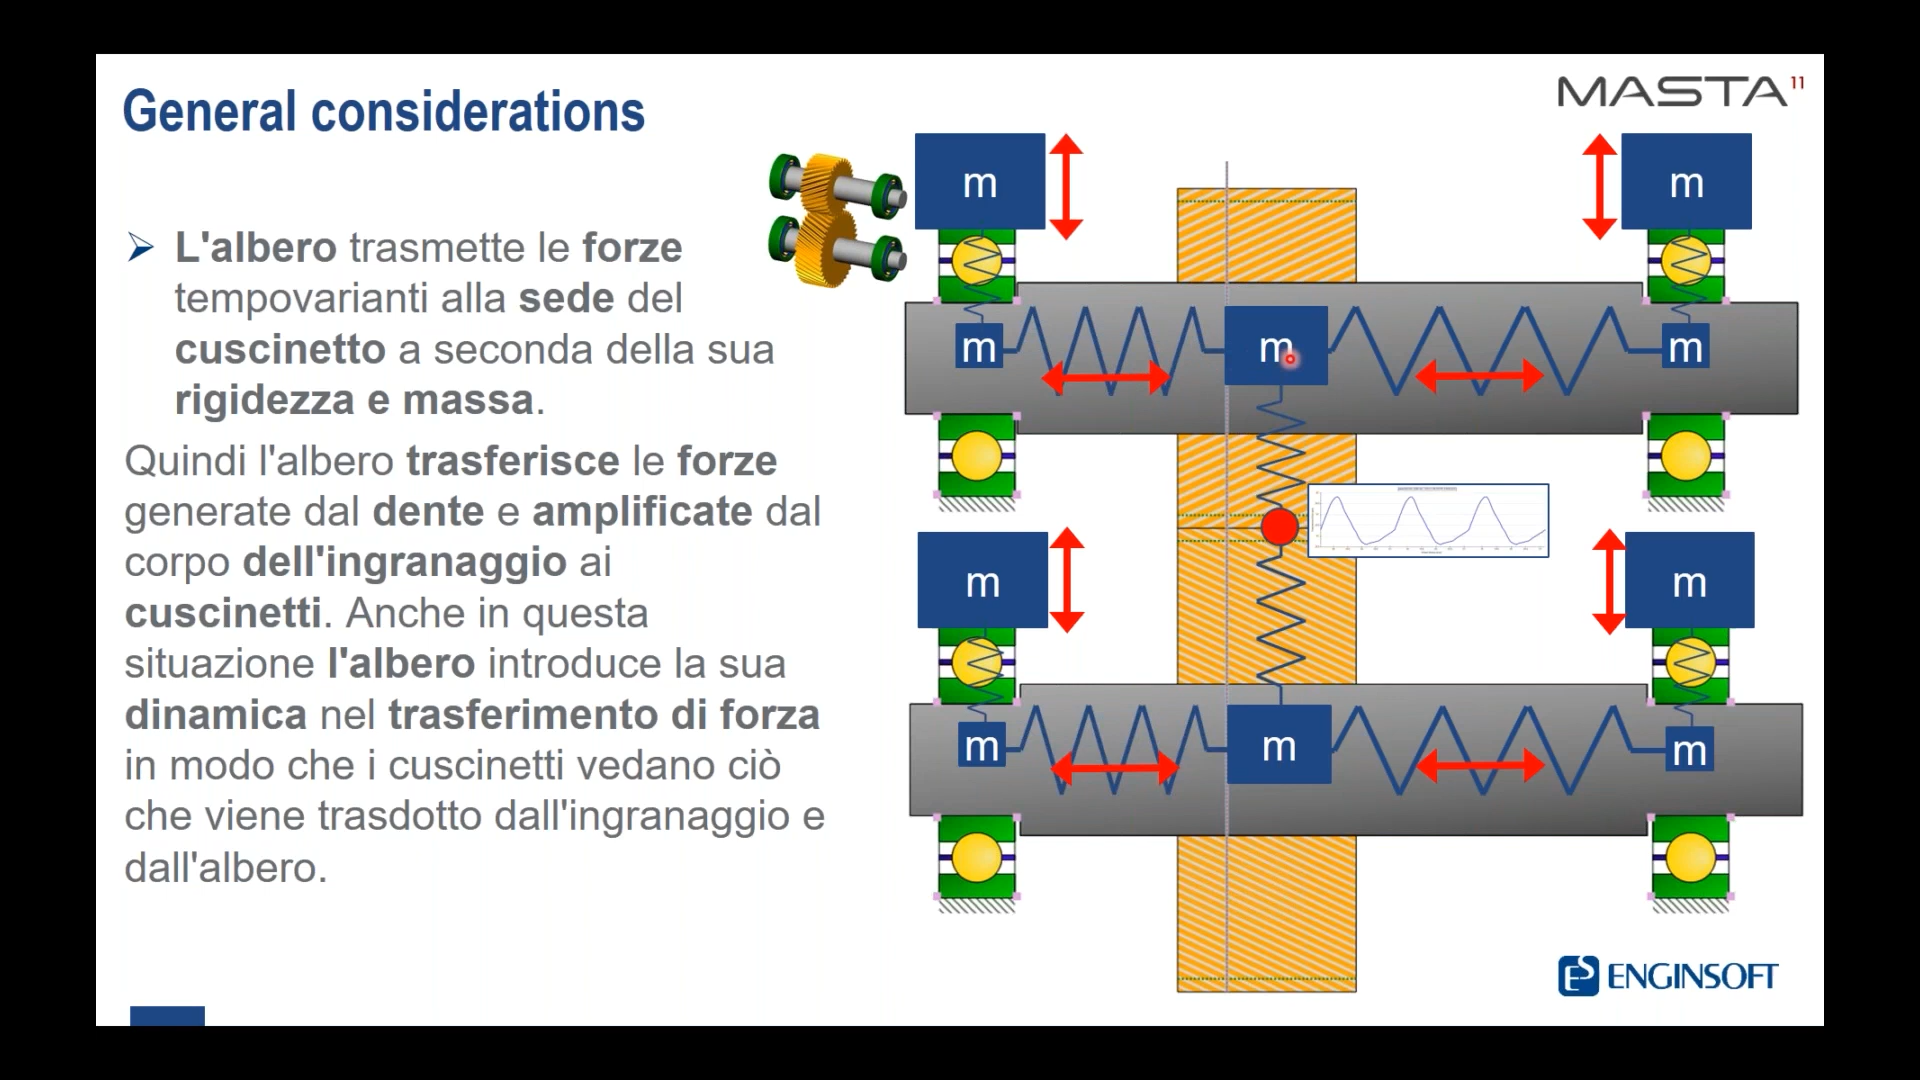 General considerations
MASTA 11
L'albero trasmette le forze
tempovarianti alla sede del
cuscinetto a seconda della sua
rigidezza e massa.
Quindi l'albero trasferisce le forze
generate dal dente e amplificate dal
corpo dell'ingranaggio ai
cuscinetti. Anche in questa
situazione l'albero introduce la sua
dinamica nel trasferimento di forza
in modo che i cuscinetti vedano ciò
che viene trasdotto dall'ingranaggio e
dall'albero.
m
m
m
m
m
m
m
m
m
m
ENGINSOFT